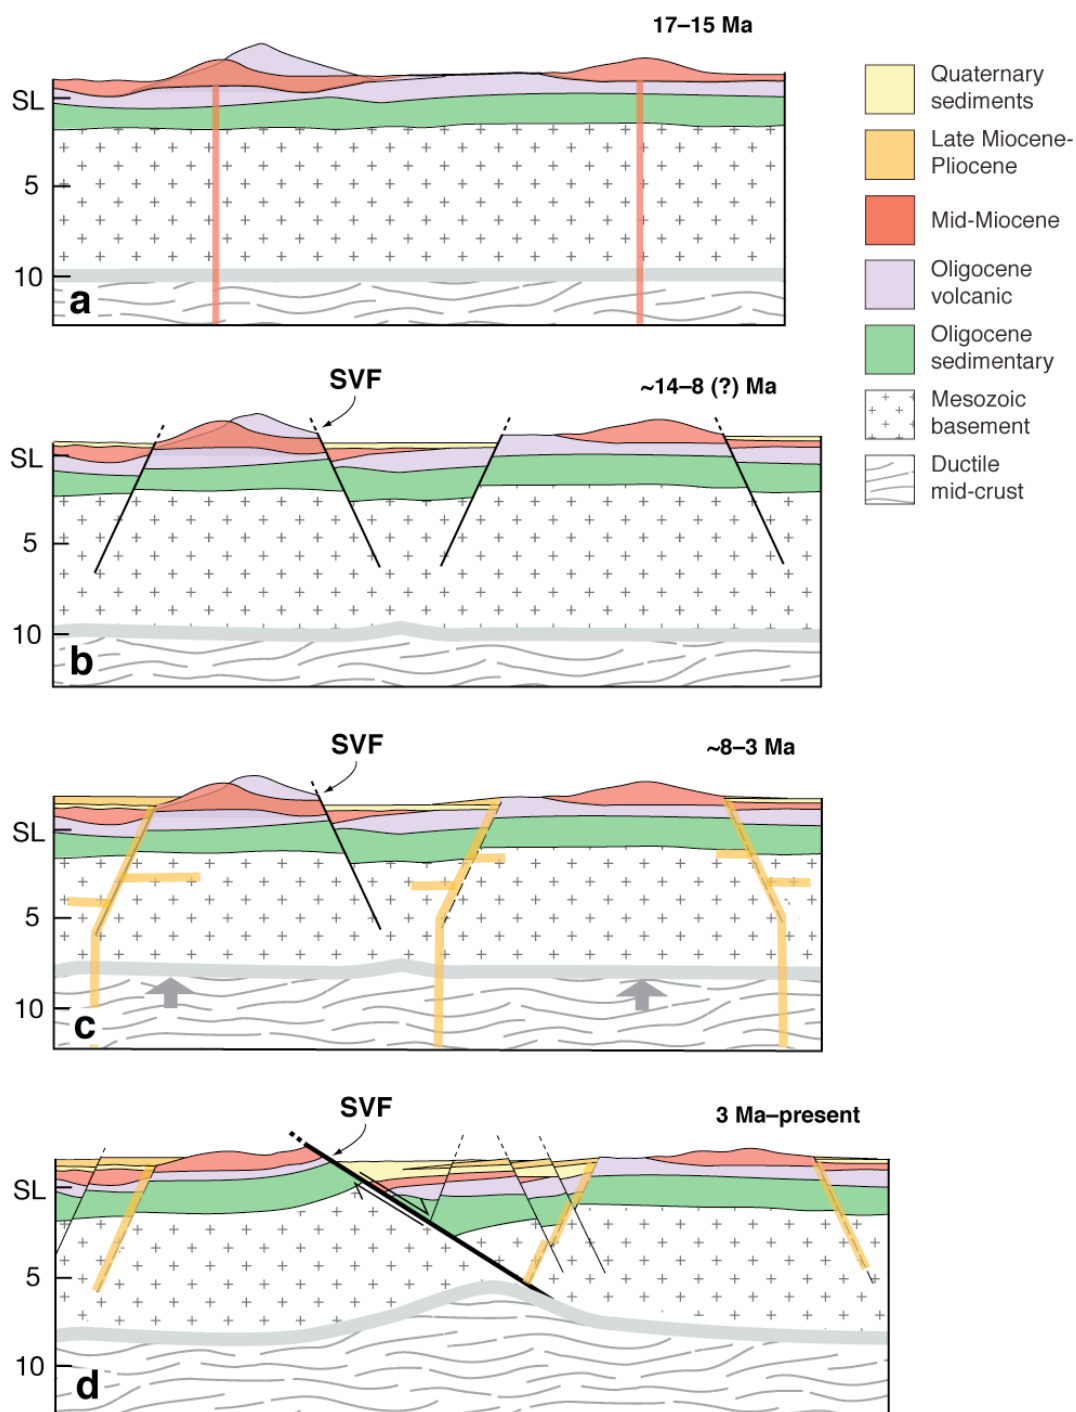 17–15 Ma
SL
5
10
a
Quaternary
sediments
Late Miocene-
Pliocene
Mid-Miocene
Oligocene
volcanic
Oligocene
sedimentary
Mesozoic
basement
Ductile
mid-crust
SVF
~14–8 (?) Ma
SL
5
10
b
SVF
~8–3 Ma
SL
5
10
c
SVF
3 Ma–present
SL
5
10
d